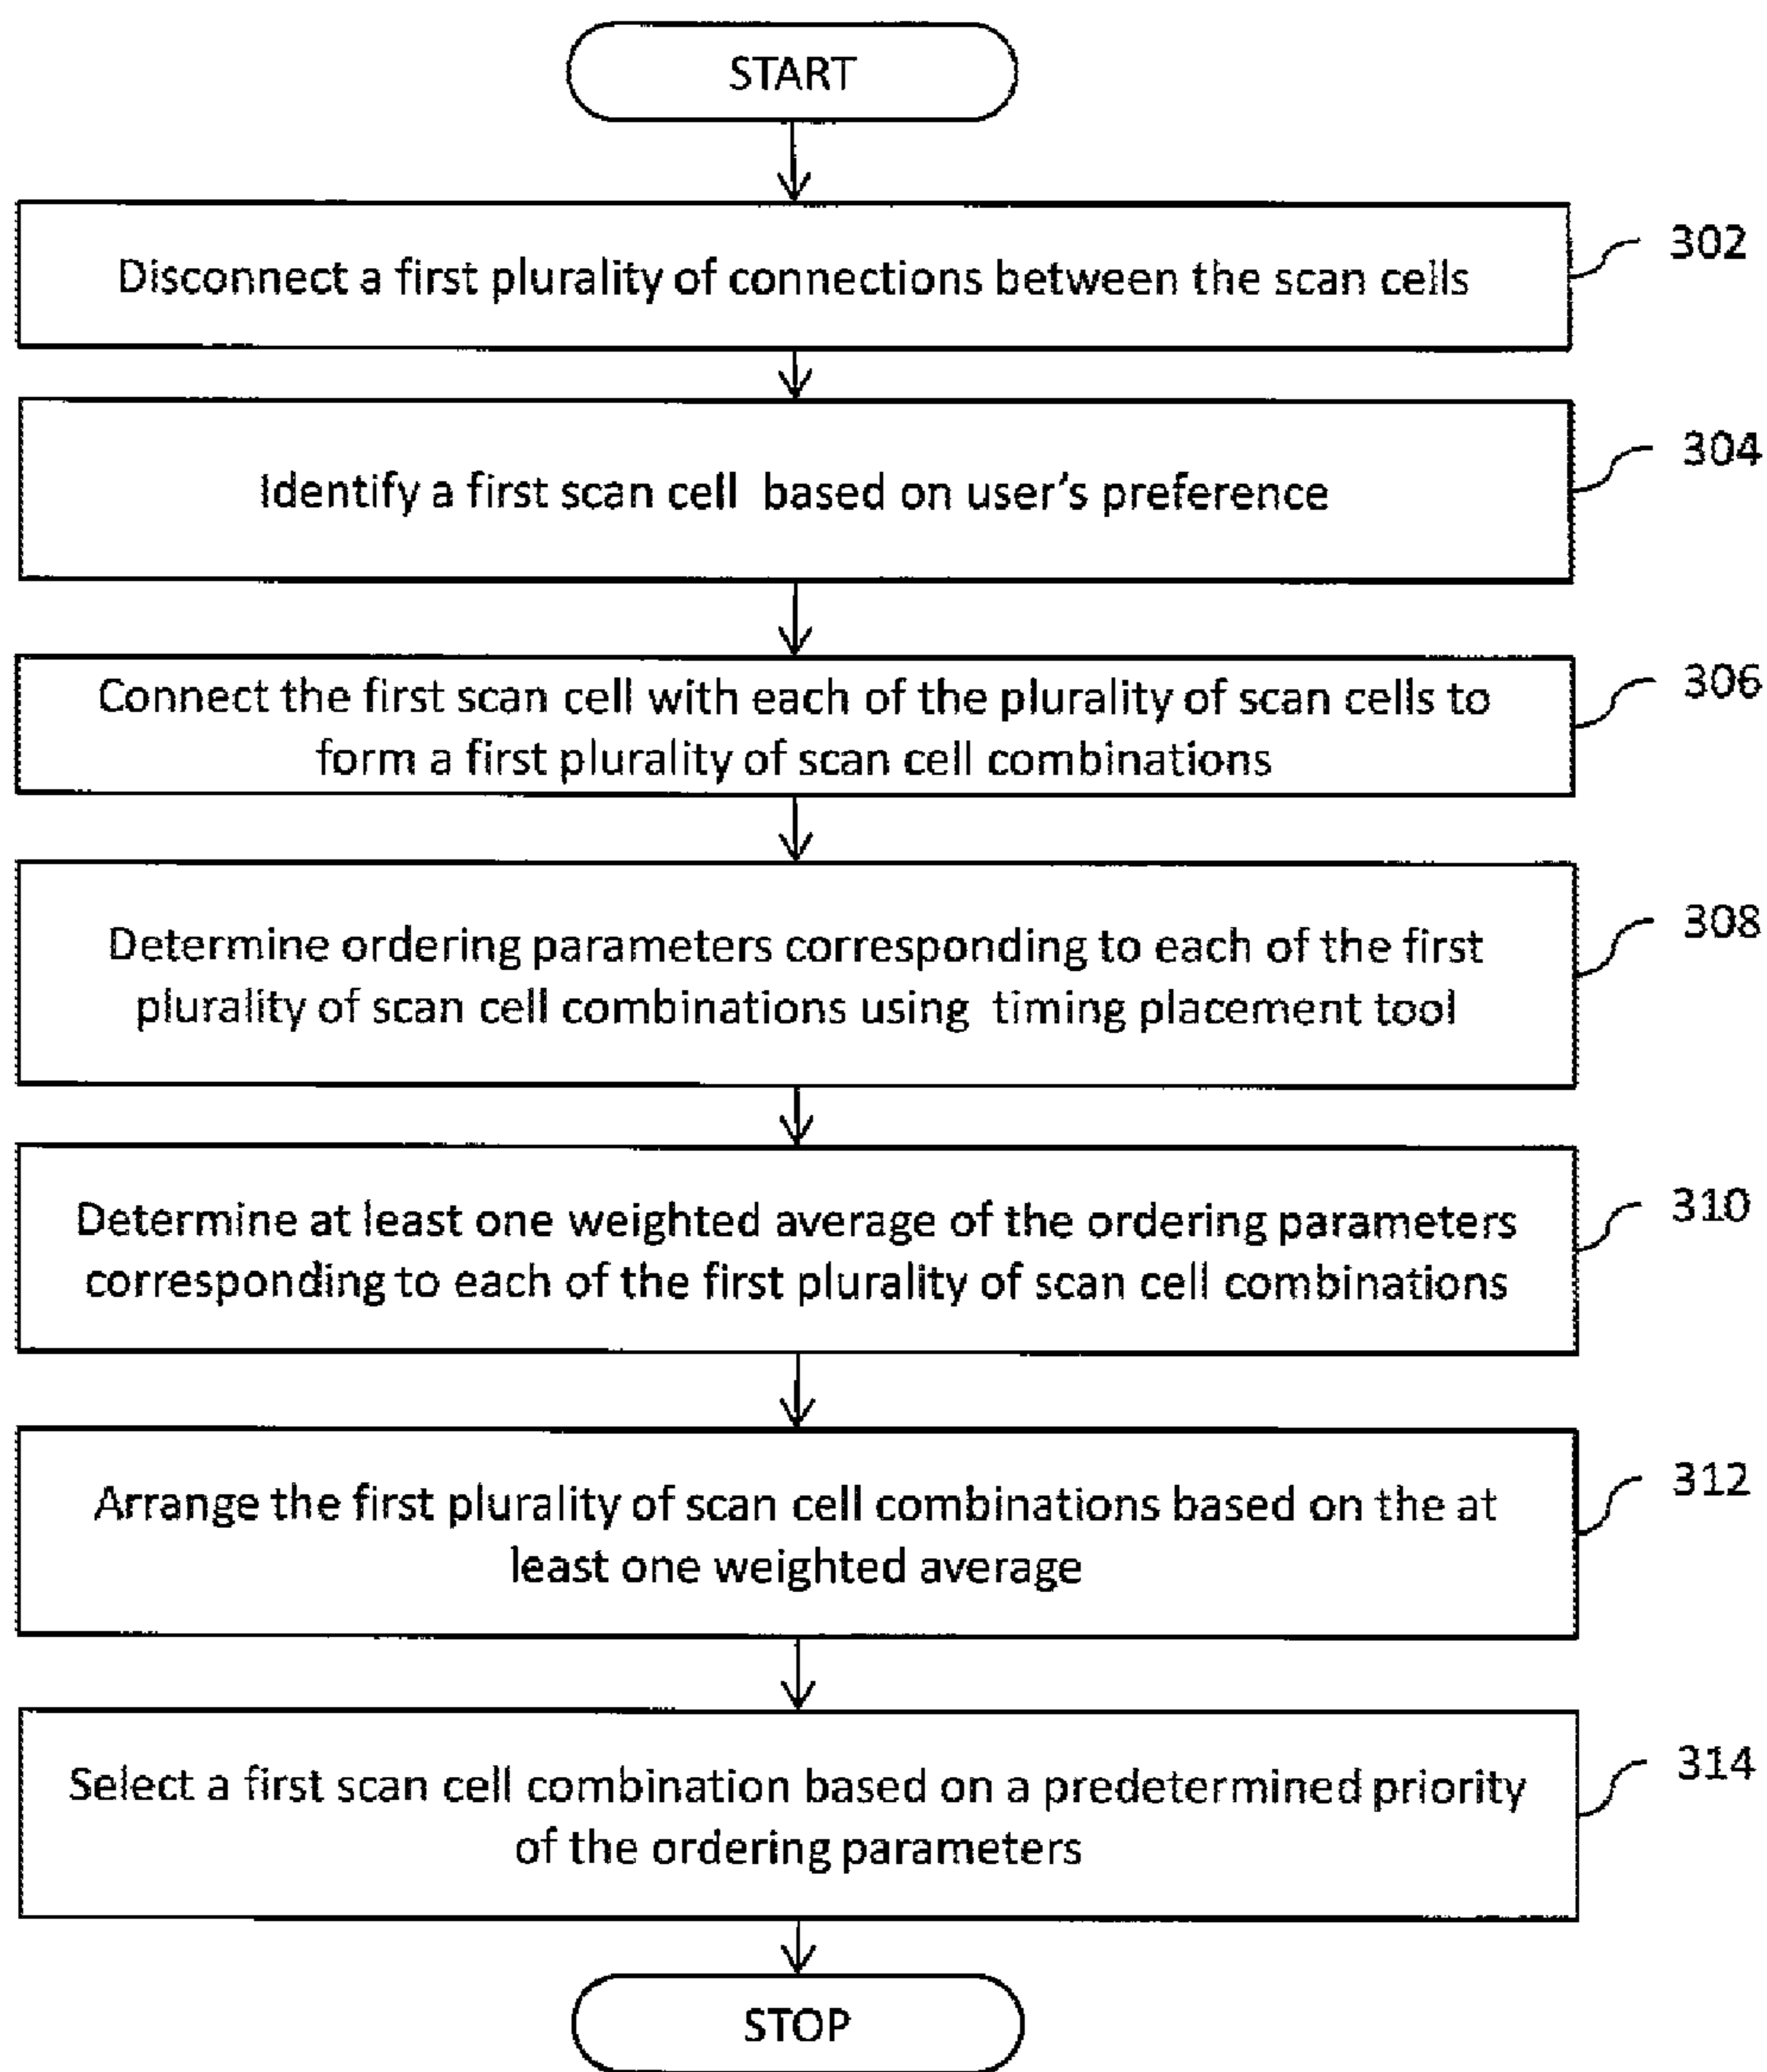 START
Disconnect a first plurality of connections between the scan cells
302
Identify a first scan cell based on user's preference
304
Connect the first scan cell with each of the plurality of scan cells to
form a first plurality of scan cell combinations
306
Determine ordering parameters corresponding to each of the first
plurality of scan cell combinations using timing placement tool
308
Determine at least one weighted average of the ordering parameters
corresponding to each of the first plurality of scan cell combinations
310
Arrange the first plurality of scan cell combinations based on the at
least one weighted average
312
Select a first scan cell combination based on a predetermined priority
of the ordering parameters
314
STOP